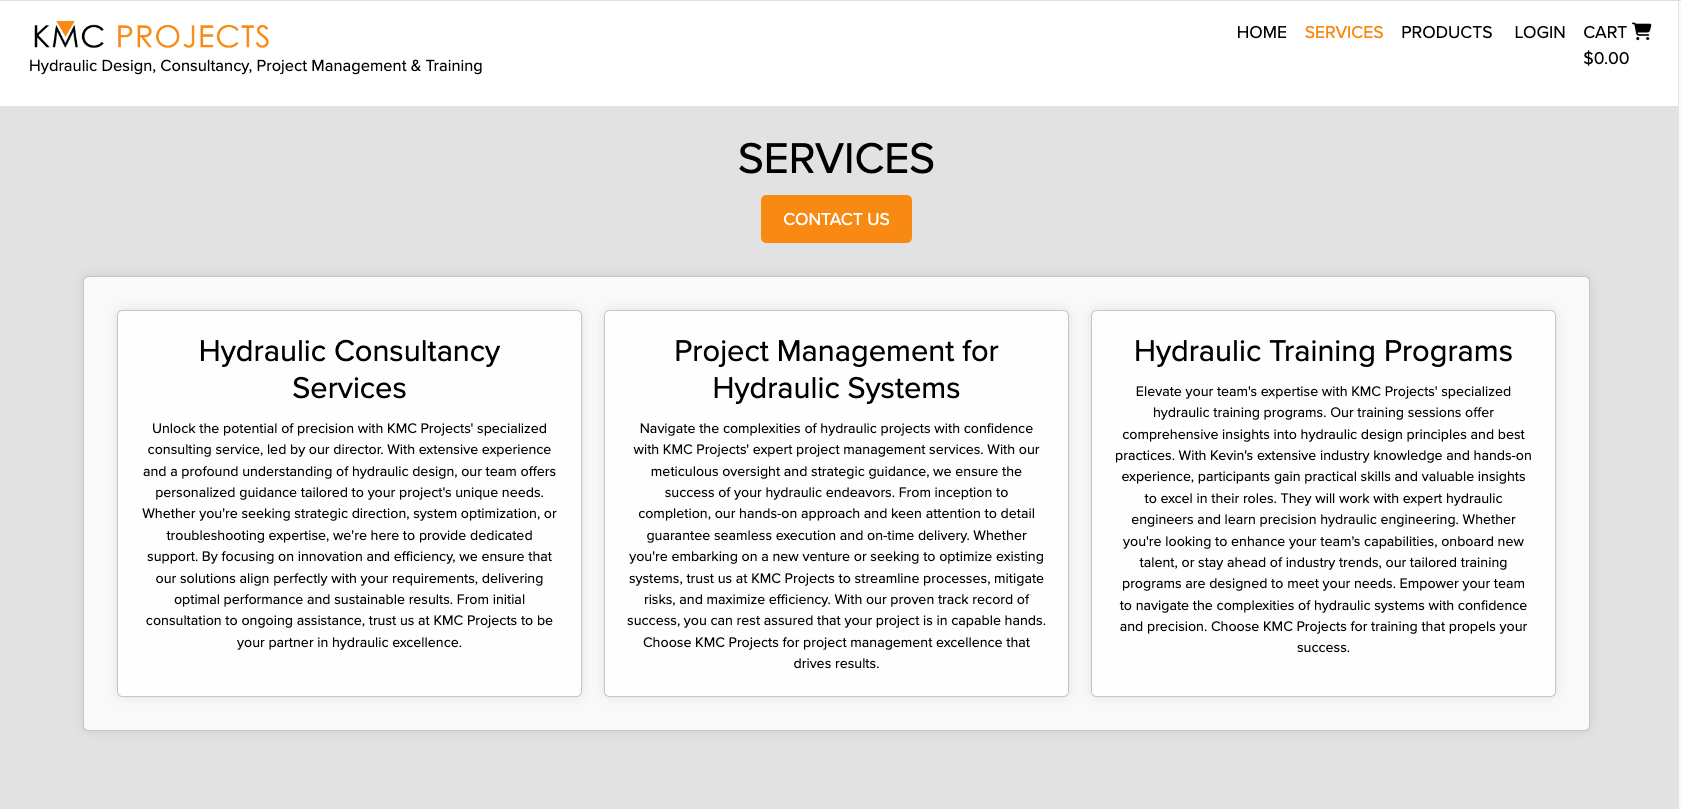 KMC PROJECTS
Hydraulic Design, Consultancy, Project Management & Training
HOME SERVICES PRODUCTS LOGIN CART
$0.00
SERVICES
CONTACT US
Hydraulic Consultancy
Services
Unlock the potential of precision with KMC Projects' specialized
consulting service, led by our director. With extensive experience
and a profound understanding of hydraulic design, our team offers
personalized guidance tailored to your project's unique needs.
Whether you're seeking strategic direction, system optimization, or
troubleshooting expertise, we're here to provide dedicated
support. By focusing on innovation and efficiency, we ensure that
our solutions align perfectly with your requirements, delivering
optimal performance and sustainable results. From initial
consultation to ongoing assistance, trust us at KMC Projects to be
your partner in hydraulic excellence.
Project Management for
Hydraulic Systems
Navigate the complexities of hydraulic projects with confidence
with KMC Projects' expert project management services. With our
meticulous oversight and strategic guidance, we ensure the
success of your hydraulic endeavors. From inception to
completion, our hands-on approach and keen attention to detail
guarantee seamless execution and on-time delivery. Whether
you're embarking on a new venture or seeking to optimize existing
systems, trust us at KMC Projects to streamline processes, mitigate
risks, and maximize efficiency. With our proven track record of
success, you can rest assured that your project is in capable hands.
Choose KMC Projects for project management excellence that
drives results.
Hydraulic Training Programs
Elevate your team's expertise with KMC Projects' specialized
hydraulic training programs. Our training sessions offer
comprehensive insights into hydraulic design principles and best
practices. With Kevin's extensive industry knowledge and hands-on
experience, participants gain practical skills and valuable insights
to excel in their roles. They will work with expert hydraulic
engineers and learn precision hydraulic engineering. Whether
you're looking to enhance your team's capabilities, onboard new
talent, or stay ahead of industry trends, our tailored training
programs are designed to meet your needs. Empower your team
to navigate the complexities of hydraulic systems with confidence
and precision. Choose KMC Projects for training that propels your
success.